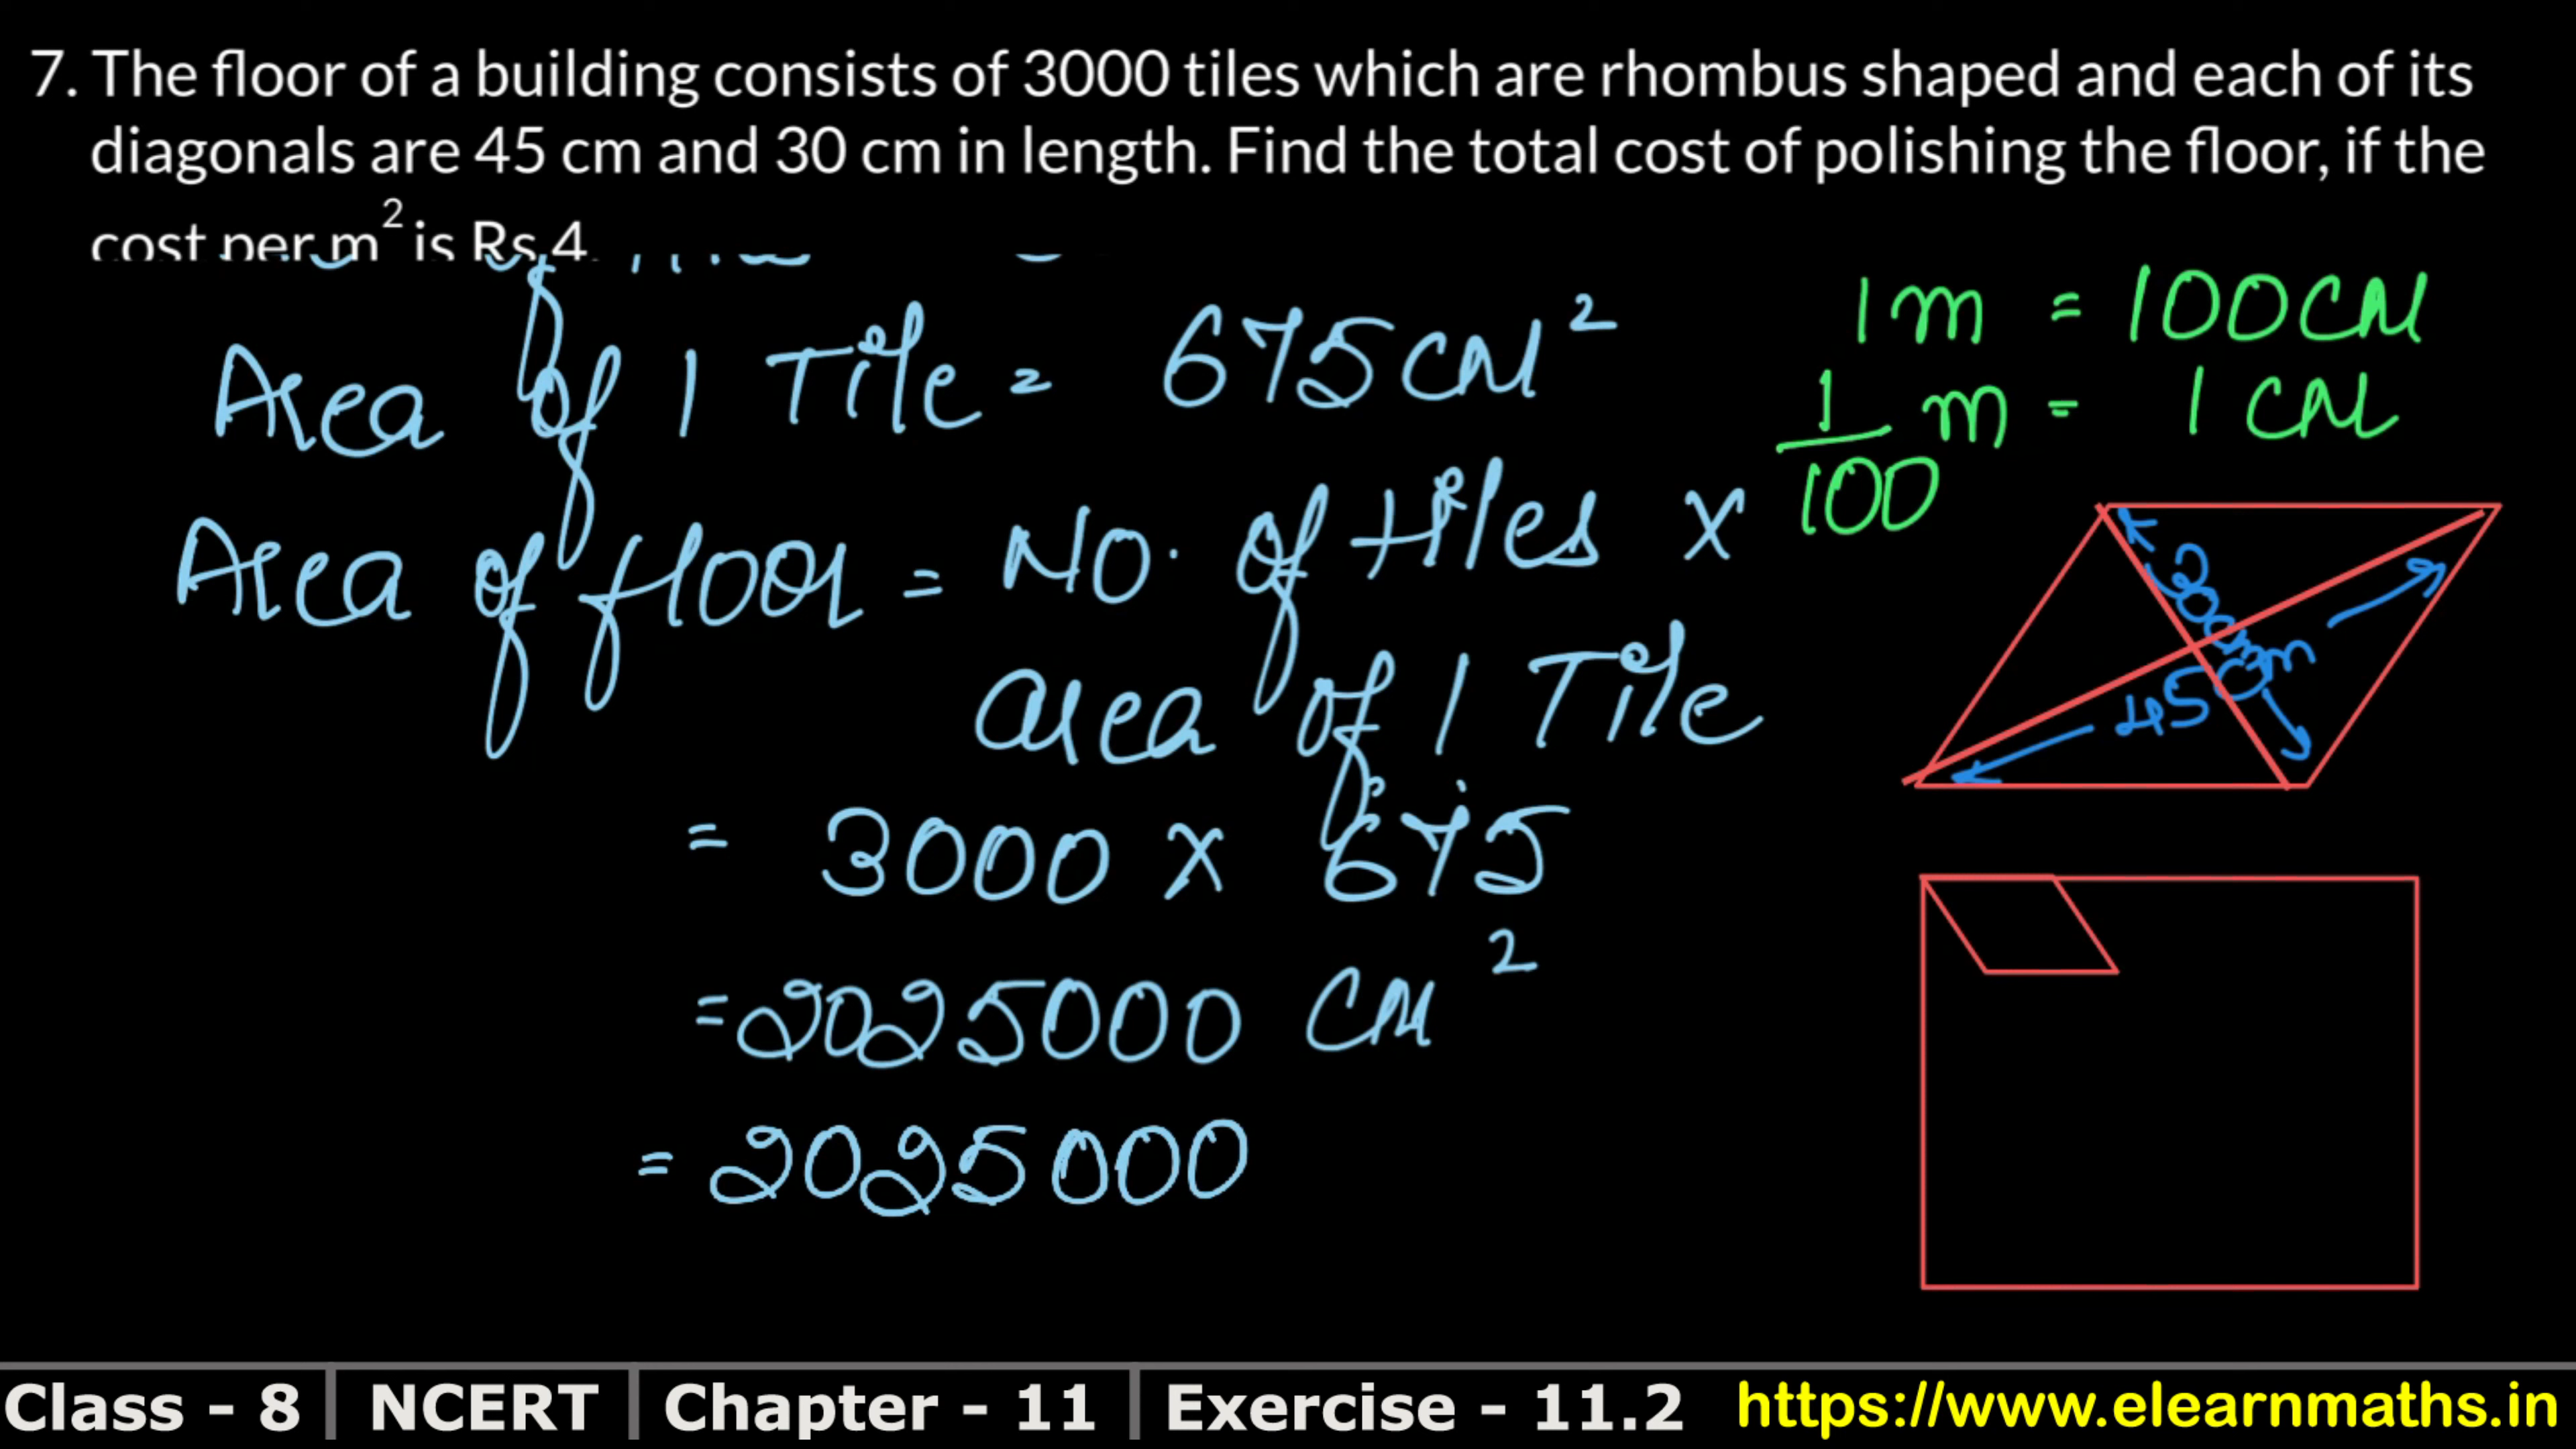 7. The floor of a building consists of 3000 tiles which are rhombus shaped and each of its
diagonals are 45 cm and 30 cm in length. Find the total cost of polishing the floor, if the
cost per m² is Rs.4.
Area of 1 Tile = 675 cm²
Area of floor = No. of tiles ×
area of 1 Tile
= 3000 × 675
= 2025000 cm²
= 2025000
1 m = 100 cm
1/100 m = 1 cm
30cm
45 cm
Class - 8 | NCERT | Chapter - 11 | Exercise - 11.2 https://www.elearnmaths.in